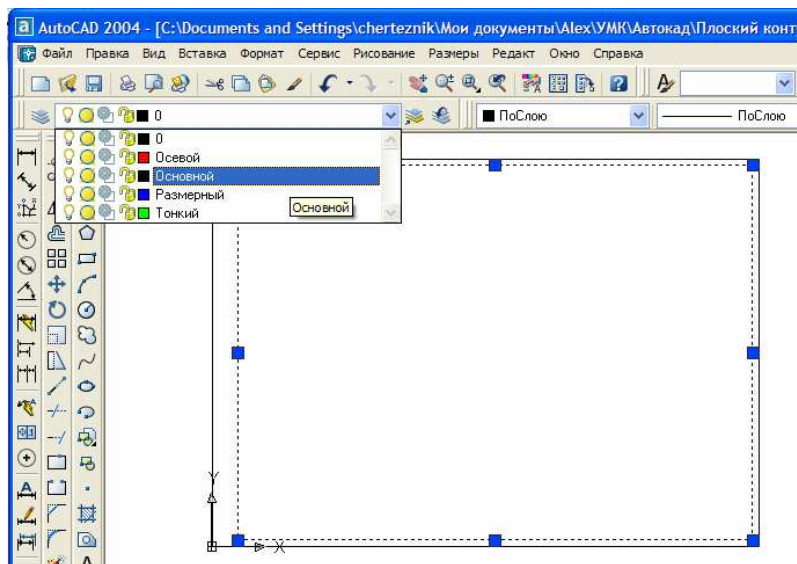 AutoCAD 2004 - [C:\Documents and Settings\cherteznik\Мои документы\Alex\УМК\Автокад\Плоский конт
Файл Правка Вид Вставка Формат Сервис Рисование Размеры Редакт Окно Справка
0 ПоСлою ПоСлою
0
Осевой
Основной
Размерный
Основной
Тонкий
Y
X